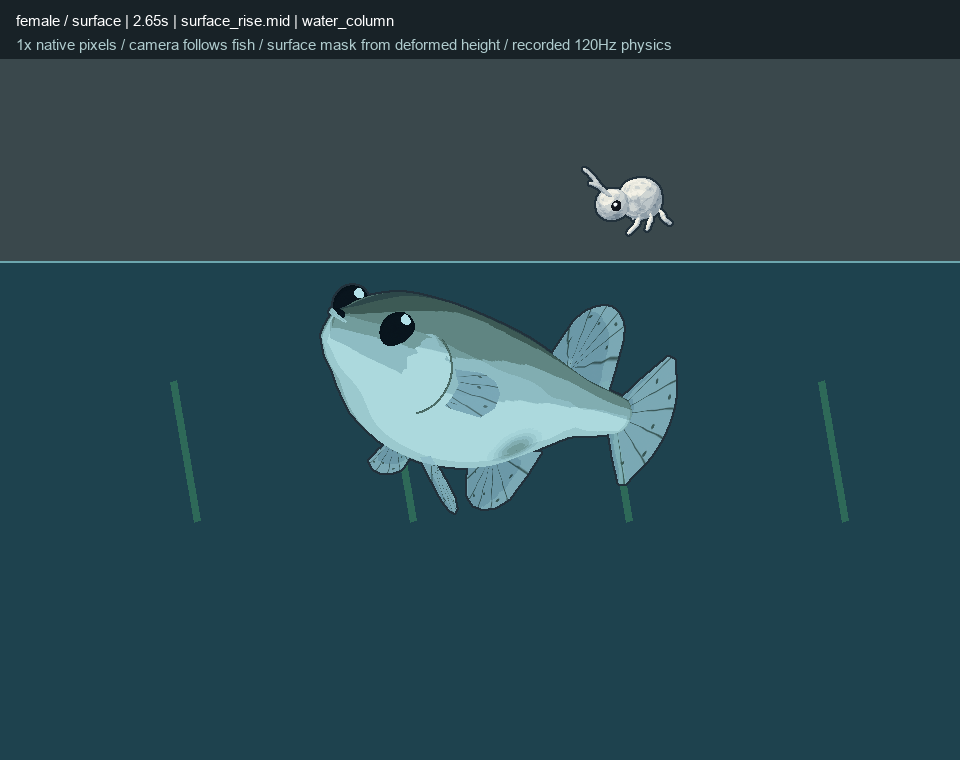 female / surface | 2.65s | surface_rise.mid | water_column
1x native pixels / camera follows fish / surface mask from deformed height / recorded 120Hz physics